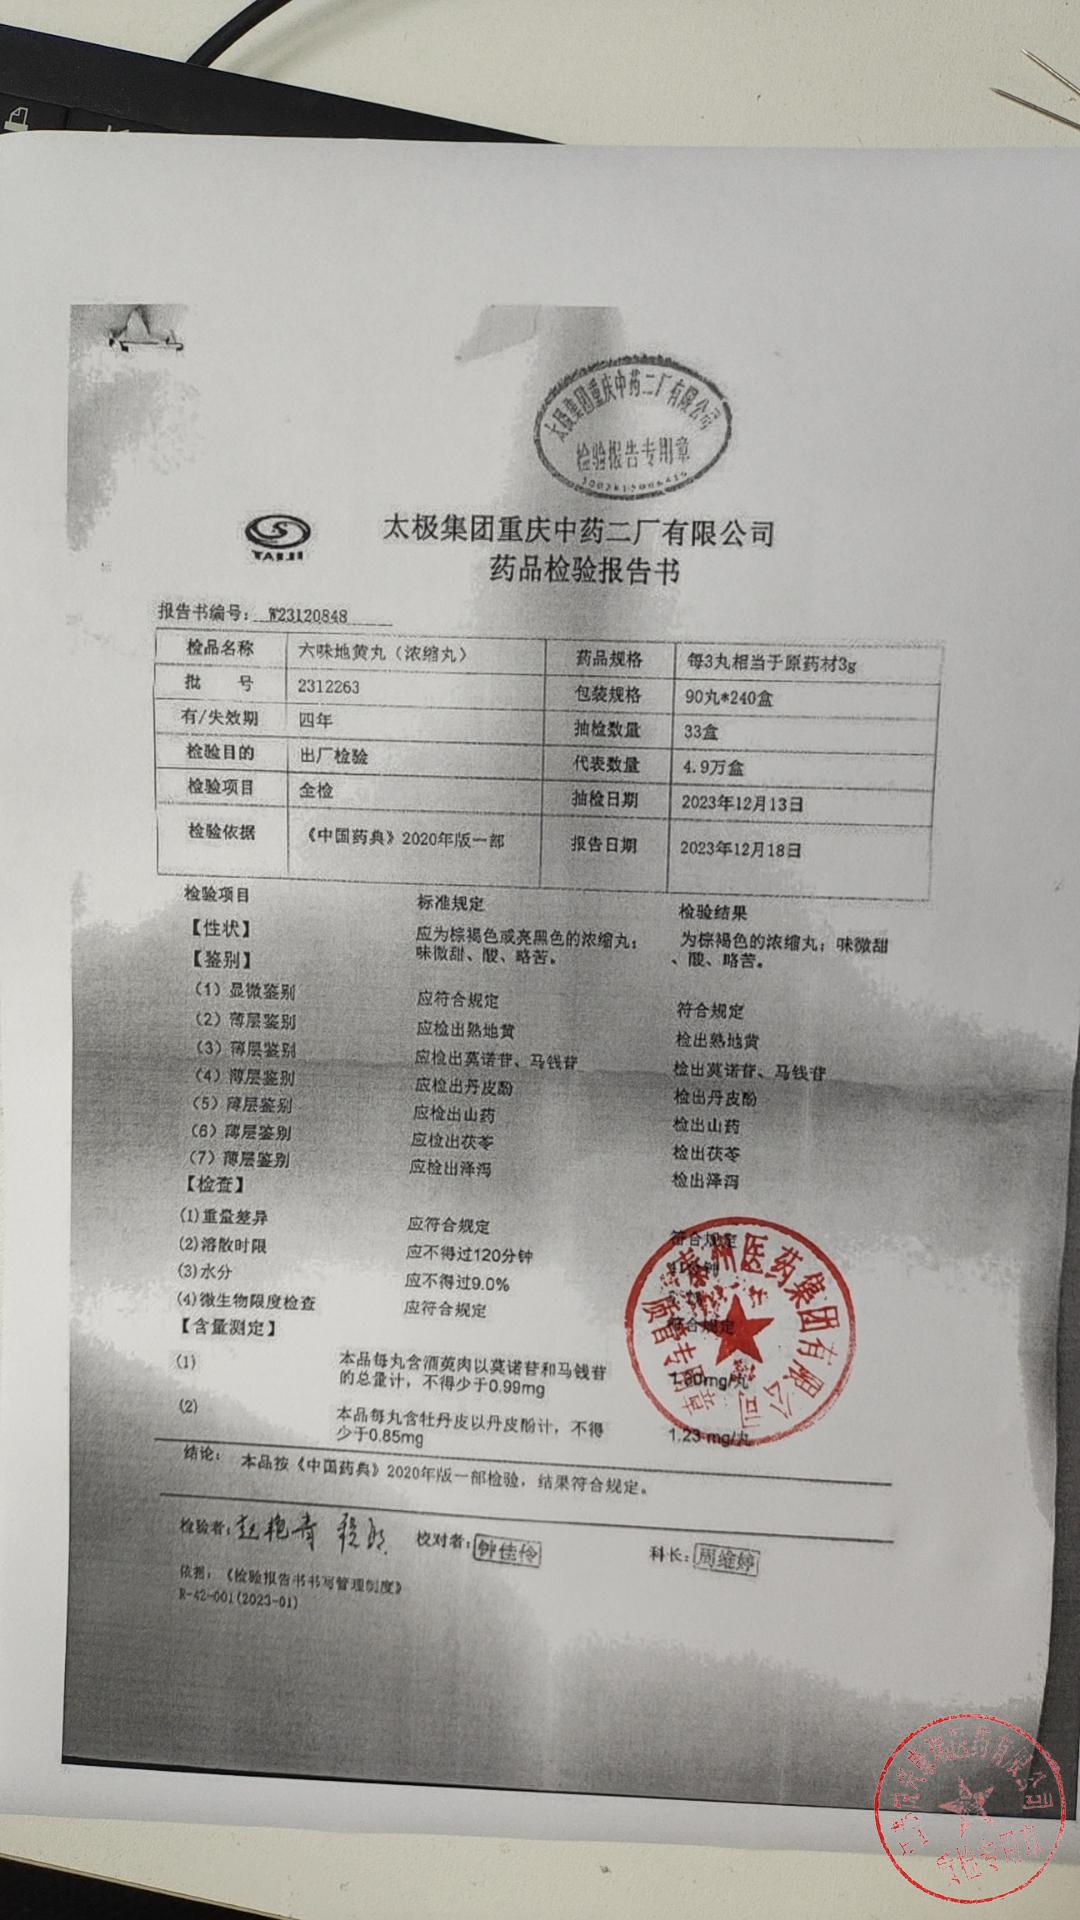 太极集团重庆中药二厂有限公司
检验报告专用章
TAIJI
太极集团重庆中药二厂有限公司
药品检验报告书
报告书编号: W23120848
检品名称 六味地黄丸（浓缩丸） 药品规格 每3丸相当于原药材3g
批 号 2312263 包装规格 90丸*240盒
有/失效期 四年 抽检数量 33盒
检验目的 出厂检验 代表数量 4.9万盒
检验项目 全检 抽检日期 2023年12月13日
检验依据 《中国药典》2020年版一部 报告日期 2023年12月18日
检验项目 标准规定 检验结果
【性状】 应为棕褐色或亮黑色的浓缩丸; 为棕褐色的浓缩丸; 味微甜
味微甜、酸、略苦。 、酸、略苦。
【鉴别】
(1) 显微鉴别 应符合规定 符合规定
(2) 薄层鉴别 应检出熟地黄 检出熟地黄
(3) 薄层鉴别 应检出莫诺苷、马钱苷 检出莫诺苷、马钱苷
(4) 薄层鉴别 应检出丹皮酚 检出丹皮酚
(5) 薄层鉴别 应检出山药 检出山药
(6) 薄层鉴别 应检出茯苓 检出茯苓
(7) 薄层鉴别 应检出泽泻 检出泽泻
【检查】
(1)重量差异 应符合规定 符合规定
(2)溶散时限 应不得过120分钟 分钟
(3)水分 应不得过9.0%
(4)微生物限度检查 应符合规定 符合规定
【含量测定】
(1) 本品每丸含酒萸肉以莫诺苷和马钱苷 mg/丸
的总量计，不得少于0.99mg
(2) 本品每丸含牡丹皮以丹皮酚计，不得 1.23 mg/丸
少于0.85mg
医药集团有限公司
质管专用章
结论: 本品按《中国药典》2020年版一部检验，结果符合规定。
检验者: 校对者: 钟佳伶 科长: 周维婷
依据: 《检验报告书书写管理制度》
R-42-001(2023-01)